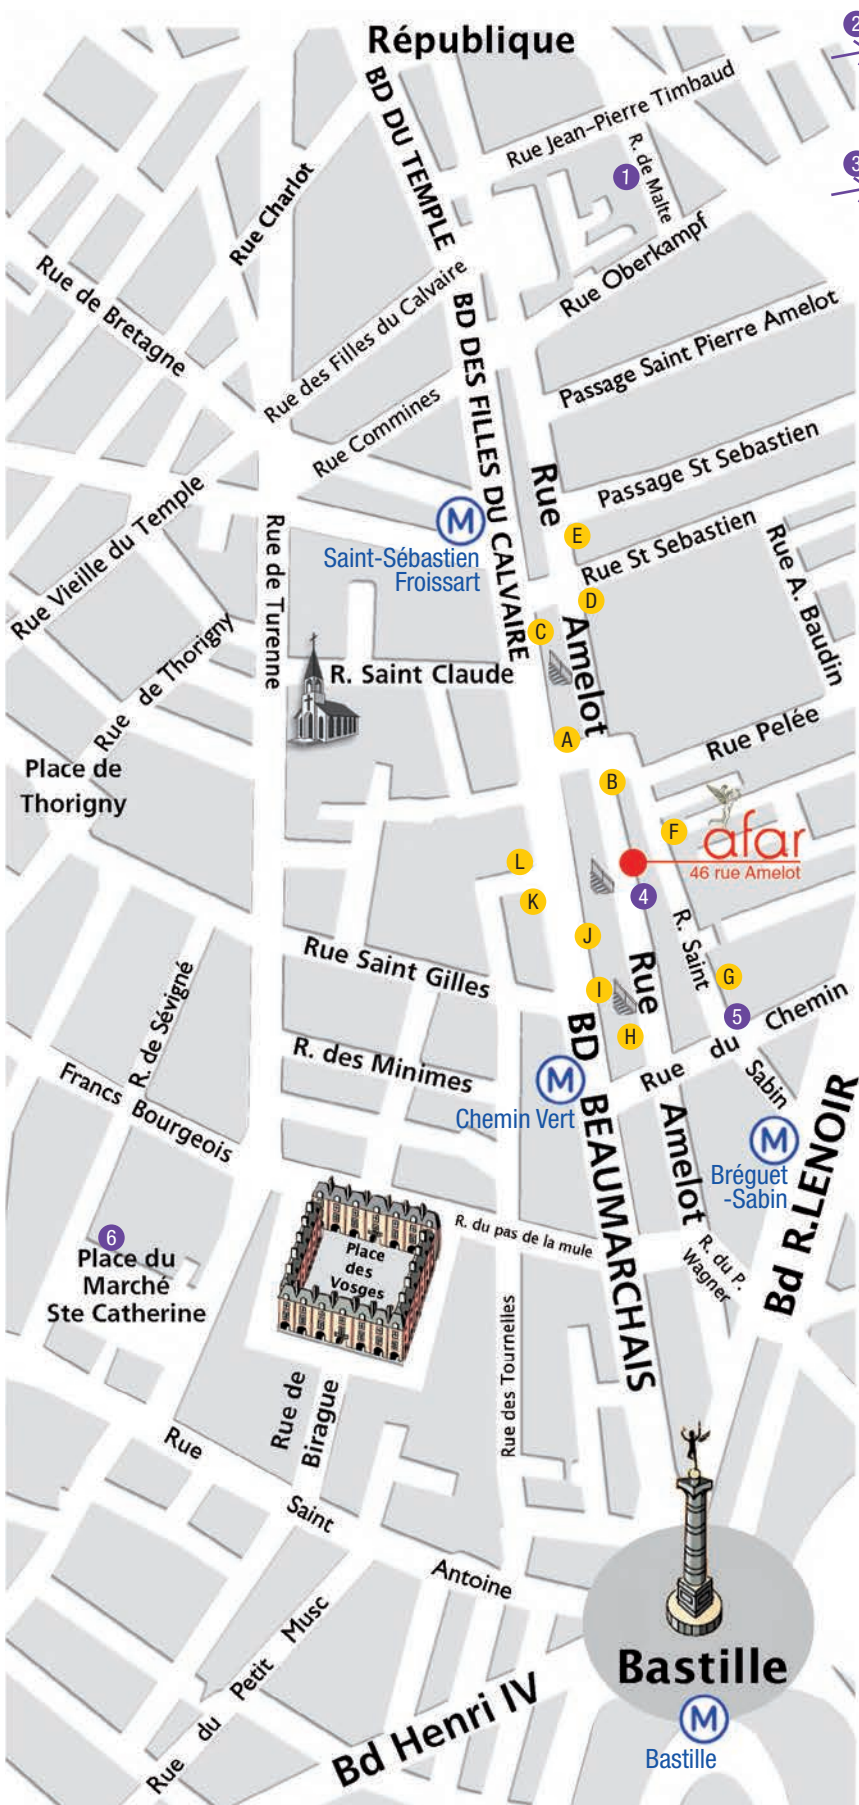 République
2
BD DU TEMPLE
Rue Jean-Pierre Timbaud
R. de Malte
1
3
Rue Charlot
Rue Oberkampf
Rue de Bretagne
Rue des Filles du Calvaire
BD DES FILLES DU CALVAIRE
Passage Saint Pierre Amelot
Rue Commines
Passage St Sebastien
Rue
Amelot
Rue Vieille du Temple
M
Saint-Sébastien
Froissart
E
Rue St Sebastien
Rue A. Baudin
Rue de Turenne
D
C
Rue de Thorigny
R. Saint Claude
A
Rue Pelée
Place de
Thorigny
B
F
afar
46 rue Amelot
L
4
K
J
R. Saint
Sabin
Rue Saint Gilles
Rue
Amelot
G
5
I
H
R. de Sévigné
Rue du Chemin
BD
BEAUMARCHAIS
R. des Minimes
M
Chemin Vert
Francs Bourgeois
M
Bréguet
-Sabin
Bd R.LENOIR
6
Place du
Marché
Ste Catherine
Place
des
Vosges
R. du pas de la mule
R. du P.
Wagner
Rue des Tournelles
Rue de
Birague
Rue
Saint
Antoine
Rue du Petit Musc
Bd Henri IV
Bastille
M
Bastille